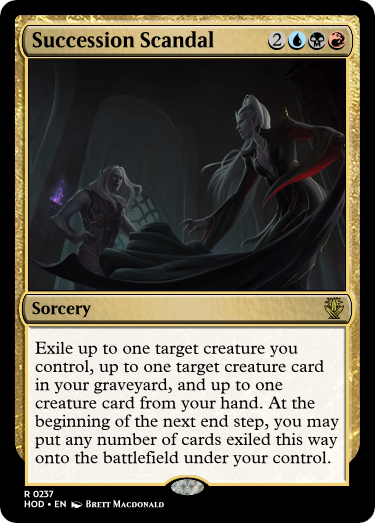 Succession Scandal 2
Sorcery
Exile up to one target creature you
control, up to one target creature card
in your graveyard, and up to one
creature card from your hand. At the
beginning of the next end step, you may
put any number of cards exiled this way
onto the battlefield under your control.
R 0237
HOD • EN Brett Macdonald